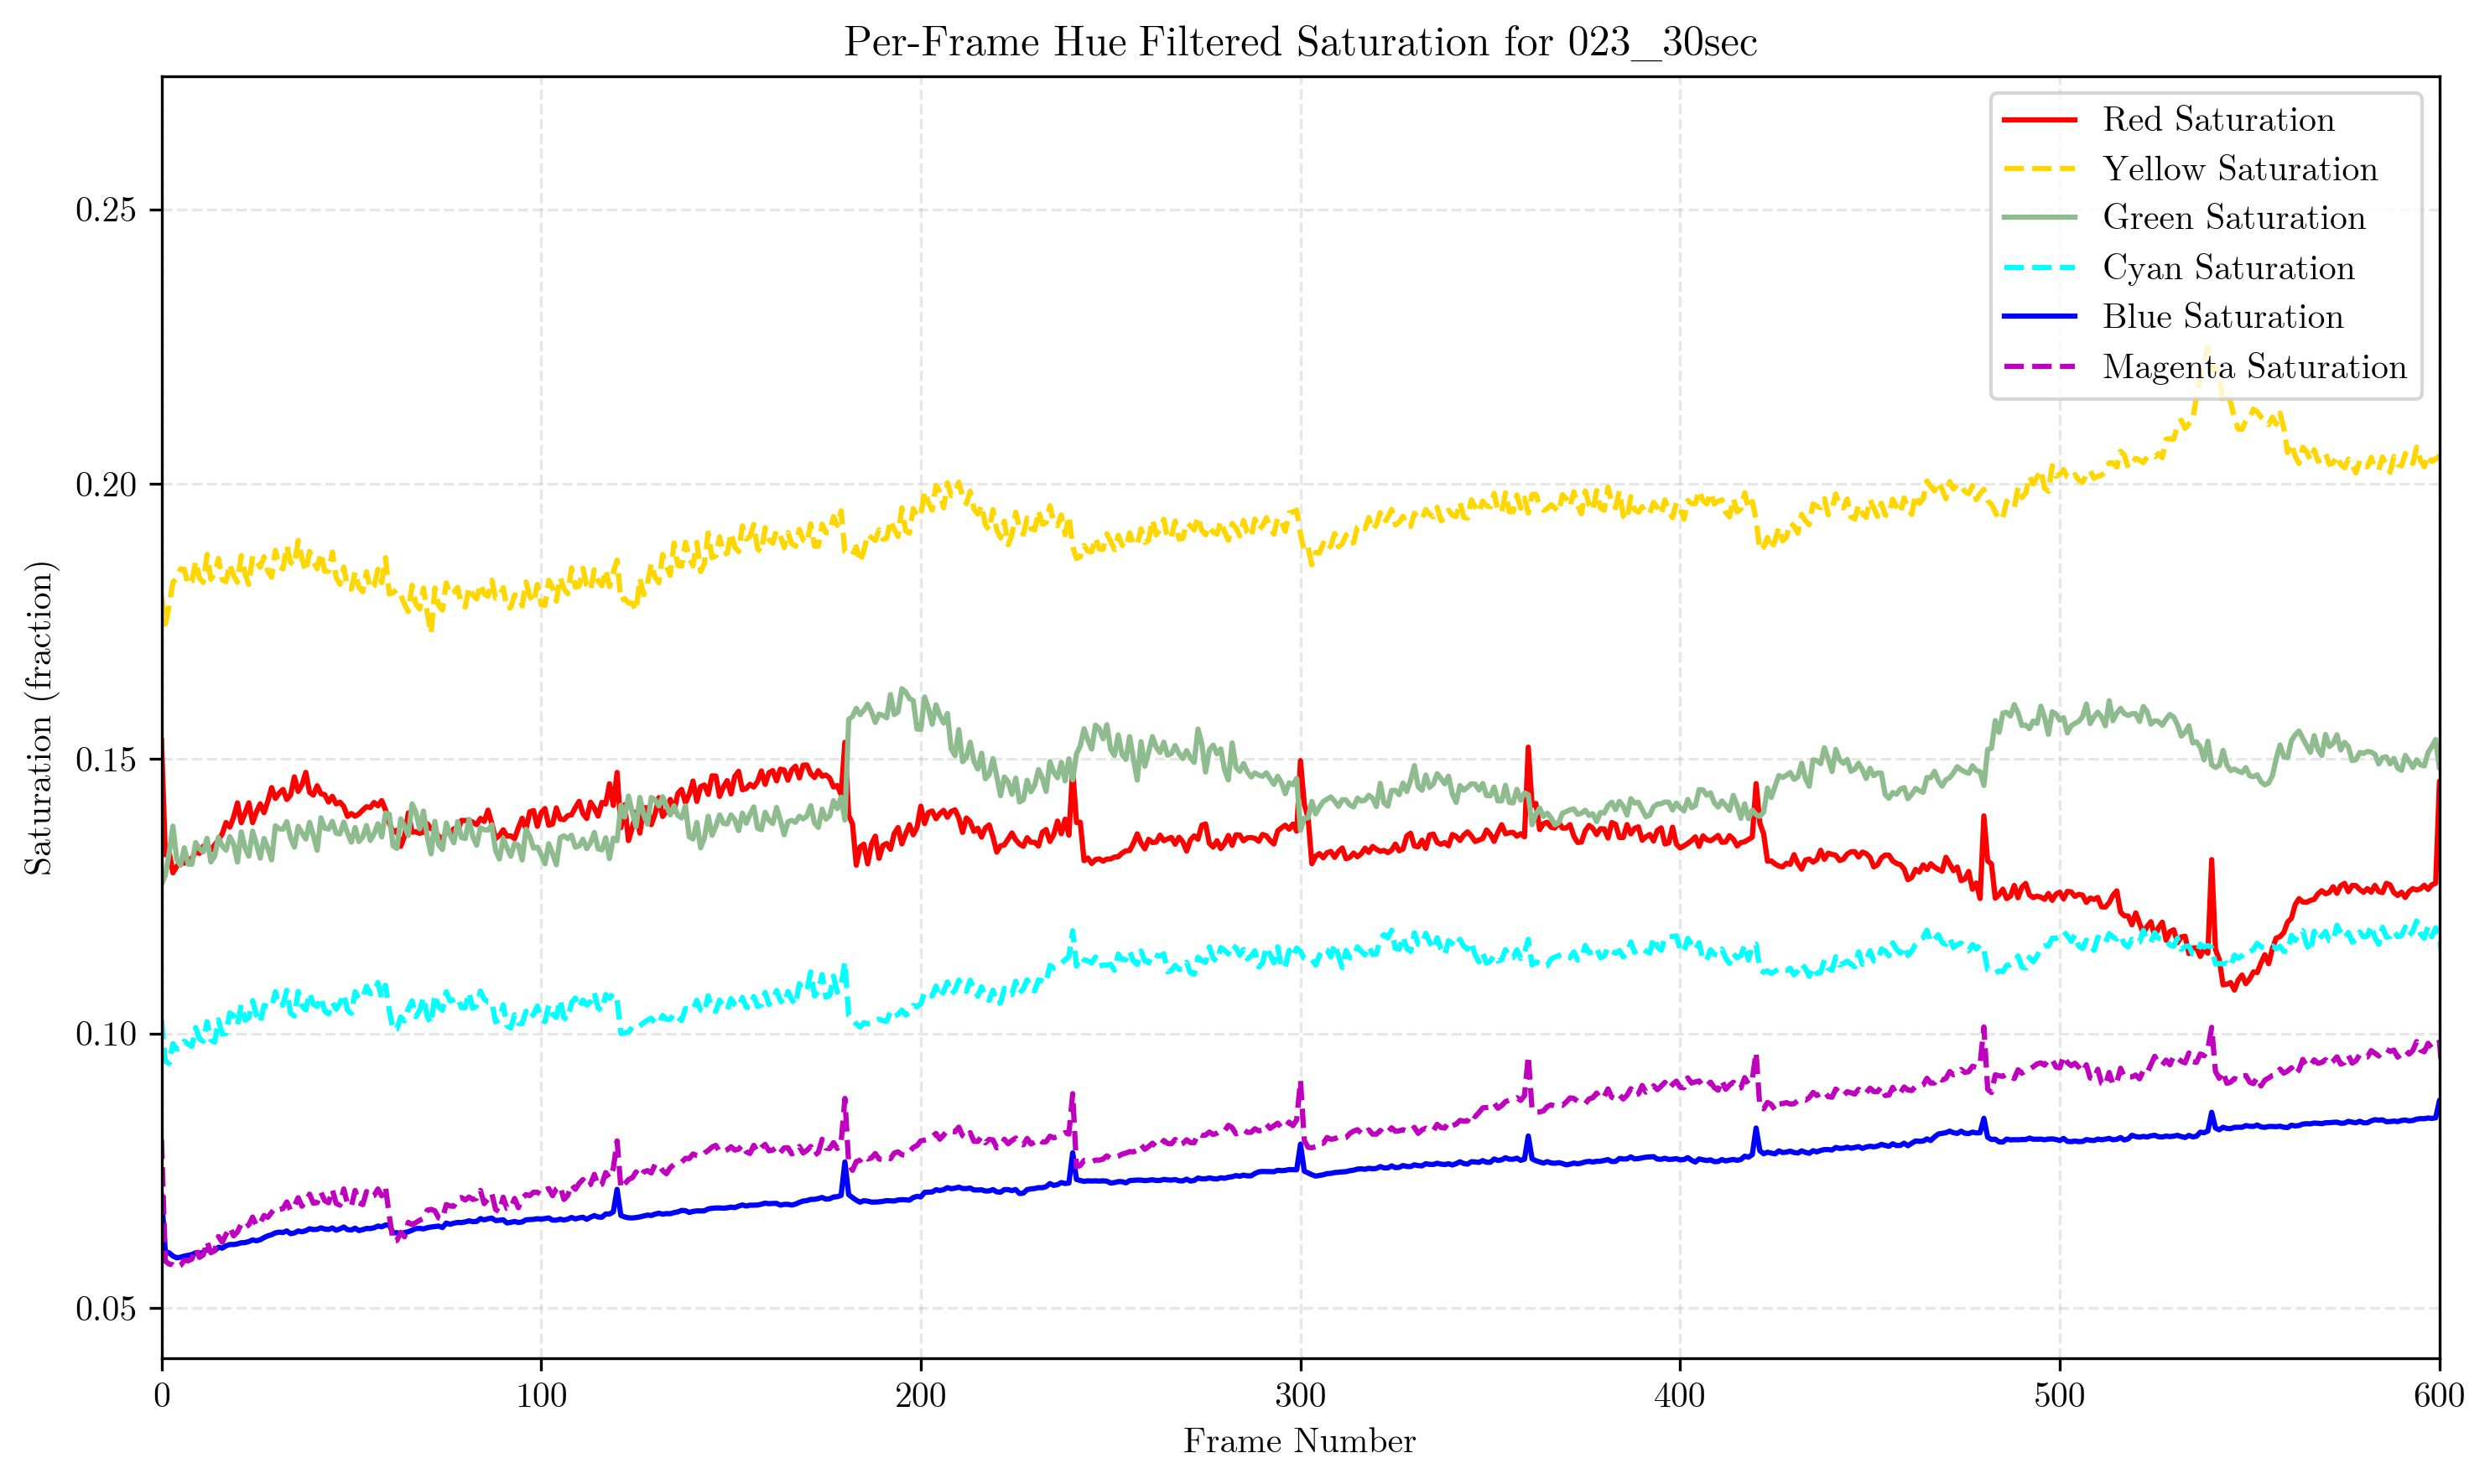 Per-Frame Hue Filtered Saturation for 023_30sec
Red Saturation
Yellow Saturation
Green Saturation
Cyan Saturation
Blue Saturation
Magenta Saturation
Saturation (fraction)
0.25
0.20
0.15
0.10
0.05
0 100 200 300 400 500 600
Frame Number